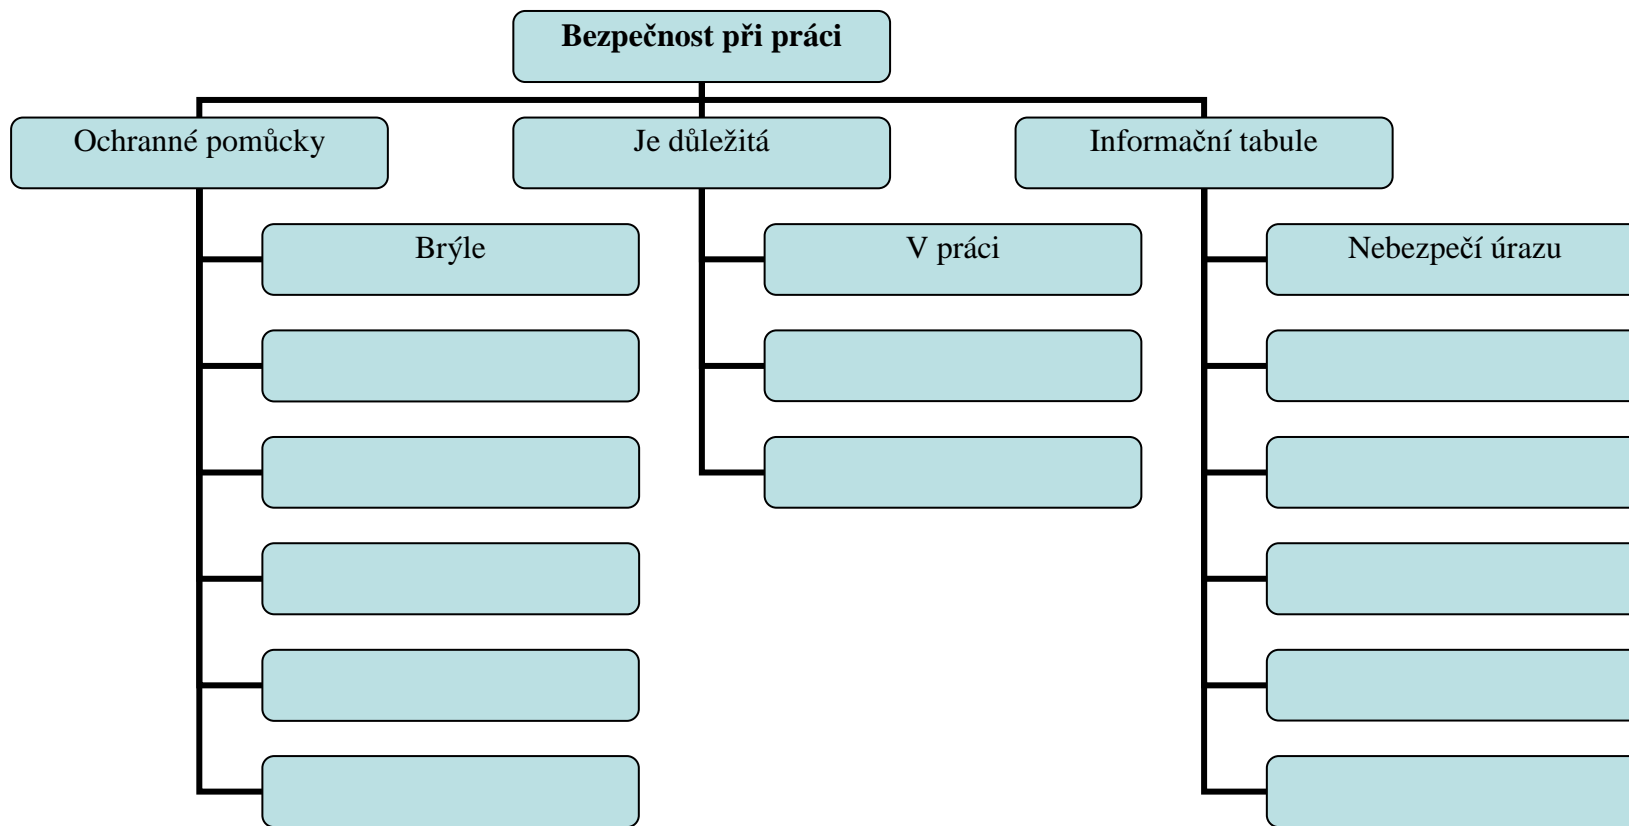 Bezpečnost při práci
Ochranné pomůcky
Je důležitá
Informační tabule
Brýle
V práci
Nebezpečí úrazu